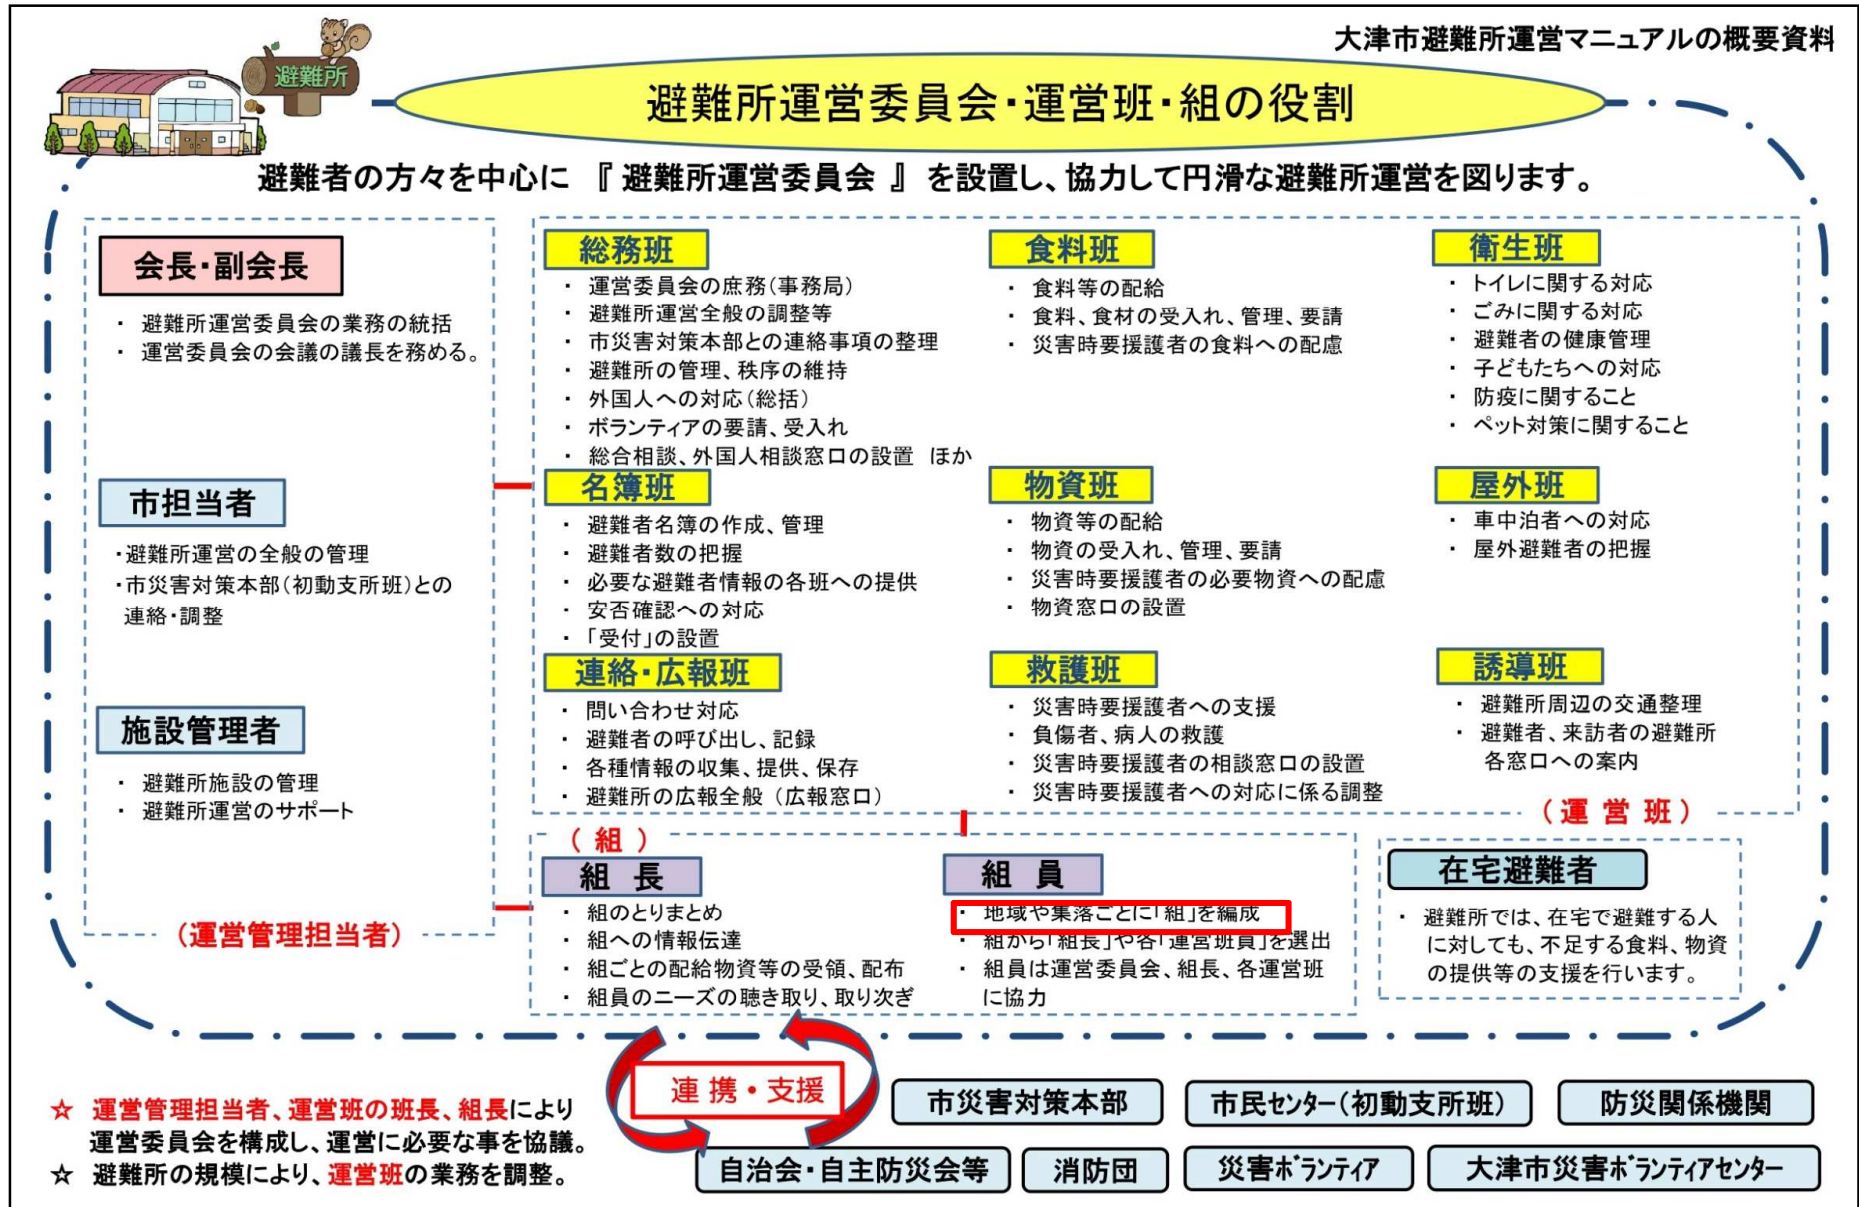 大津市避難所運営マニュアルの概要資料
避難所
避難所運営委員会・運営班・組の役割
避難者の方々を中心に 『 避難所運営委員会 』 を設置し、協力して円滑な避難所運営を図ります。
会長・副会長
・ 避難所運営委員会の業務の統括
・ 運営委員会の会議の議長を務める。
市担当者
・避難所運営の全般の管理
・市災害対策本部(初動支所班)との
連絡・調整
施設管理者
・ 避難所施設の管理
・ 避難所運営のサポート
(運営管理担当者)
総務班
・ 運営委員会の庶務(事務局)
・ 避難所運営全般の調整等
・ 市災害対策本部との連絡事項の整理
・ 避難所の管理、秩序の維持
・ 外国人への対応(総括)
・ ボランティアの要請、受入れ
・ 総合相談、外国人相談窓口の設置 ほか
名簿班
・ 避難者名簿の作成、管理
・ 避難者数の把握
・ 必要な避難者情報の各班への提供
・ 安否確認への対応
・ 「受付」の設置
連絡・広報班
・ 問い合わせ対応
・ 避難者の呼び出し、記録
・ 各種情報の収集、提供、保存
・ 避難所の広報全般 (広報窓口)
食料班
・ 食料等の配給
・ 食料、食材の受入れ、管理、要請
・ 災害時要援護者の食料への配慮
物資班
・ 物資等の配給
・ 物資の受入れ、管理、要請
・ 災害時要援護者の必要物資への配慮
・ 物資窓口の設置
救護班
・ 災害時要援護者への支援
・ 負傷者、病人の救護
・ 災害時要援護者の相談窓口の設置
・ 災害時要援護者への対応に係る調整
衛生班
・ トイレに関する対応
・ ごみに関する対応
・ 避難者の健康管理
・ 子どもたちへの対応
・ 防疫に関すること
・ ペット対策に関すること
屋外班
・ 車中泊者への対応
・ 屋外避難者の把握
誘導班
・ 避難所周辺の交通整理
・ 避難者、来訪者の避難所
各窓口への案内
( 運 営 班 )
( 組 )
組 長
・ 組のとりまとめ
・ 組への情報伝達
・ 組ごとの配給物資等の受領、配布
・ 組員のニーズの聴き取り、取り次ぎ
組 員
・ 地域や集落ごとに「組」を編成
・ 組から「組長」や各「運営班員」を選出
・ 組員は運営委員会、組長、各運営班
に協力
在宅避難者
・ 避難所では、在宅で避難する人
に対しても、不足する食料、物資
の提供等の支援を行います。
連 携 ・ 支援
☆ 運営管理担当者、運営班の班長、組長により
運営委員会を構成し、運営に必要な事を協議。
☆ 避難所の規模により、運営班の業務を調整。
市災害対策本部
市民センター(初動支所班)
防災関係機関
自治会・自主防災会等
消防団
災害ボランティア
大津市災害ボランティアセンター